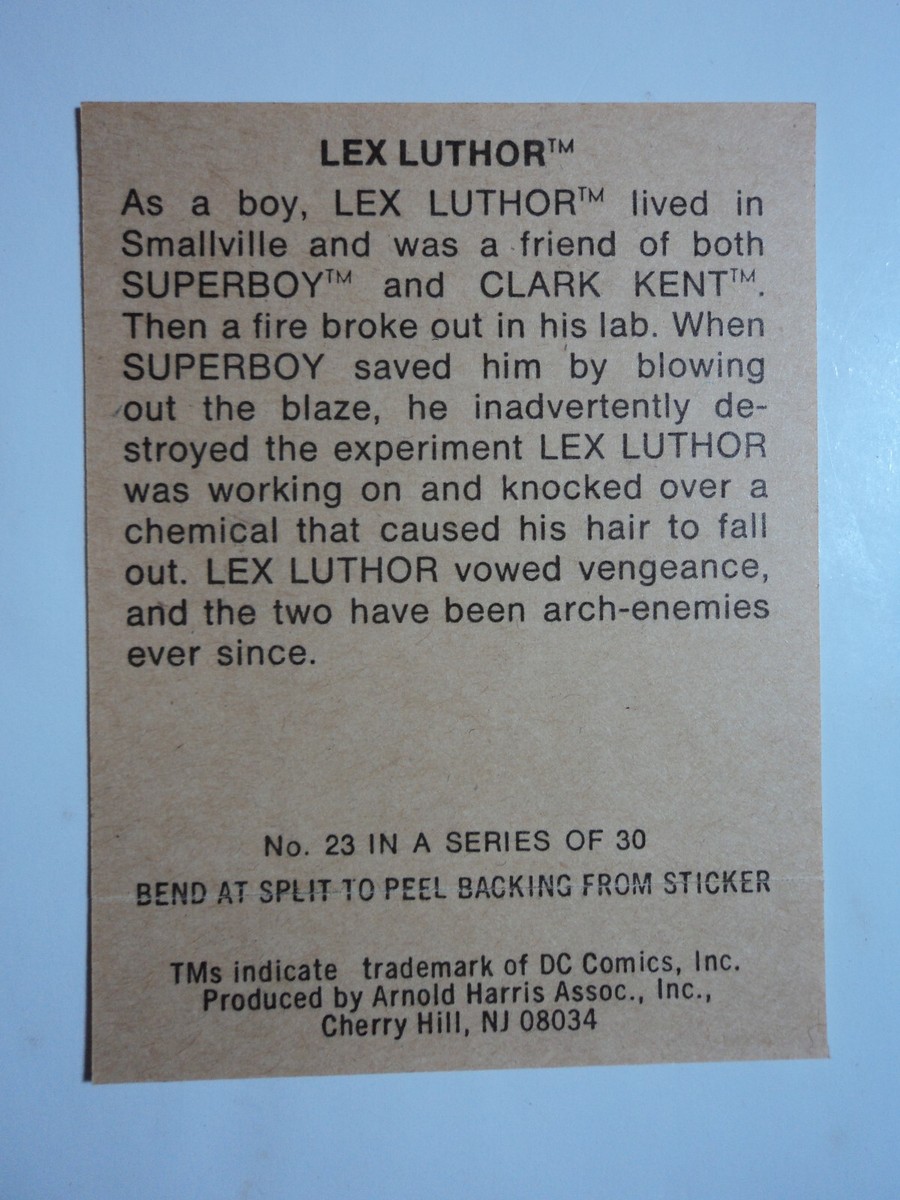 LEX LUTHOR™
As a boy, LEX LUTHOR™ lived in
Smallville and was a friend of both
SUPERBOY™ and CLARK KENT™.
Then a fire broke out in his lab. When
SUPERBOY saved him by blowing
out the blaze, he inadvertently de-
stroyed the experiment LEX LUTHOR
was working on and knocked over a
chemical that caused his hair to fall
out. LEX LUTHOR vowed vengeance,
and the two have been arch-enemies
ever since.
No. 23 IN A SERIES OF 30
BEND AT SPLIT TO PEEL BACKING FROM STICKER
TMs indicate trademark of DC Comics, Inc.
Produced by Arnold Harris Assoc., Inc.,
Cherry Hill, NJ 08034